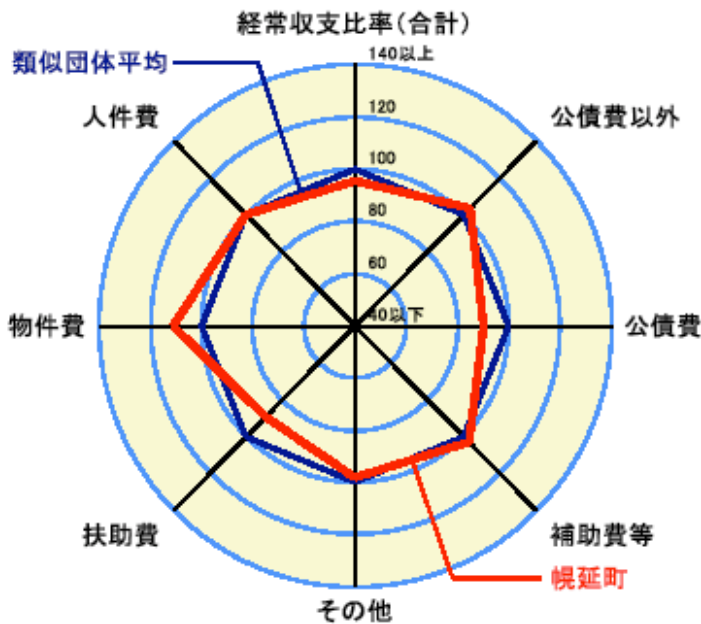 経常収支比率(合計)
140以上
類似団体平均
人件費
120
公債費以外
100
80
60
物件費
40以下
公債費
扶助費
補助費等
幌延町
その他